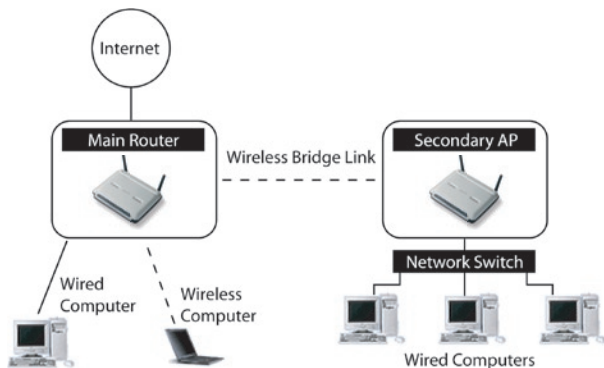 Internet
Main Router
Secondary AP
Wireless Bridge Link
Network Switch
Wired
Computer
Wireless
Computer
Wired Computers